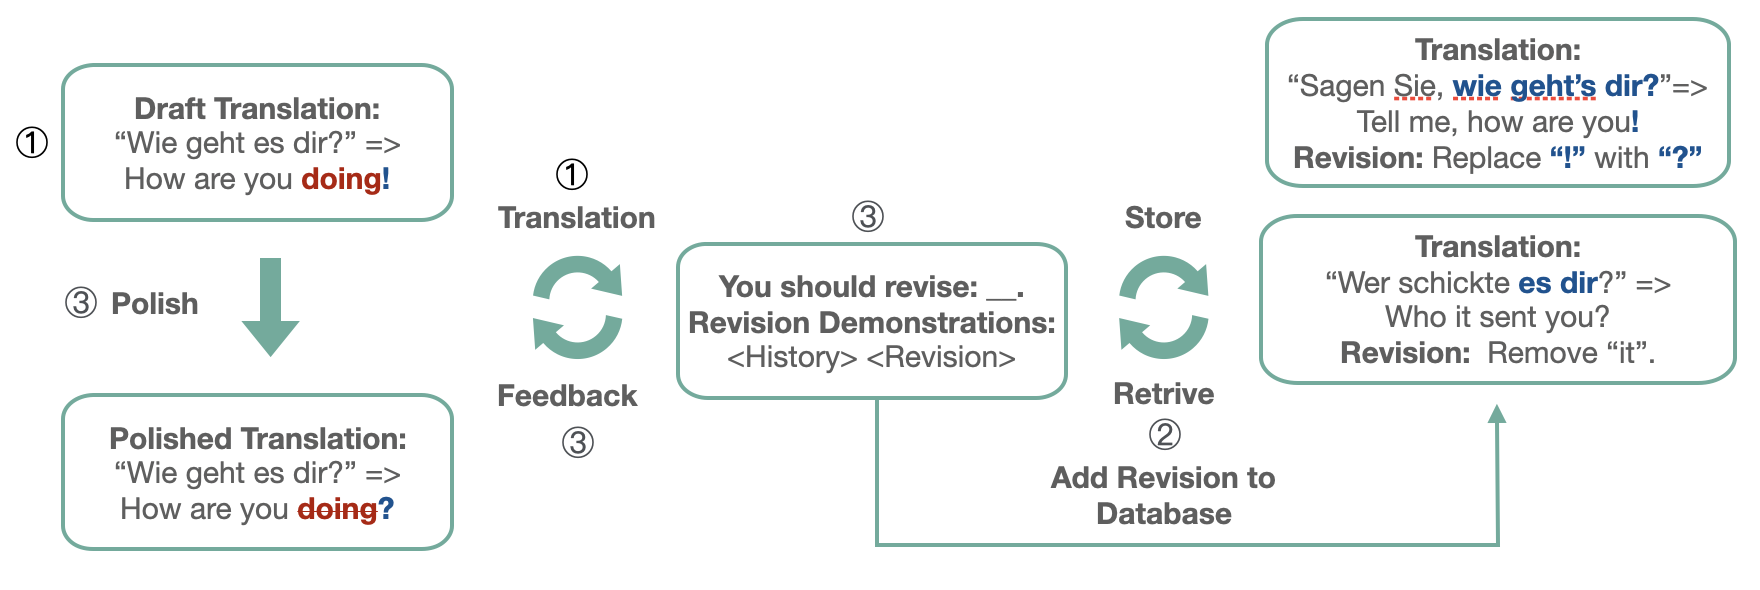 ①
Draft Translation:
“Wie geht es dir?” =>
How are you doing!
③ Polish
Polished Translation:
“Wie geht es dir?” =>
How are you doing?
①
Translation
Feedback
③
③
You should revise: __.
Revision Demonstrations:
<History> <Revision>
Store
Retrive
②
Add Revision to
Database
Translation:
“Sagen Sie, wie geht’s dir?”=>
Tell me, how are you!
Revision: Replace “!” with “?”
Translation:
“Wer schickte es dir?” =>
Who it sent you?
Revision: Remove “it”.